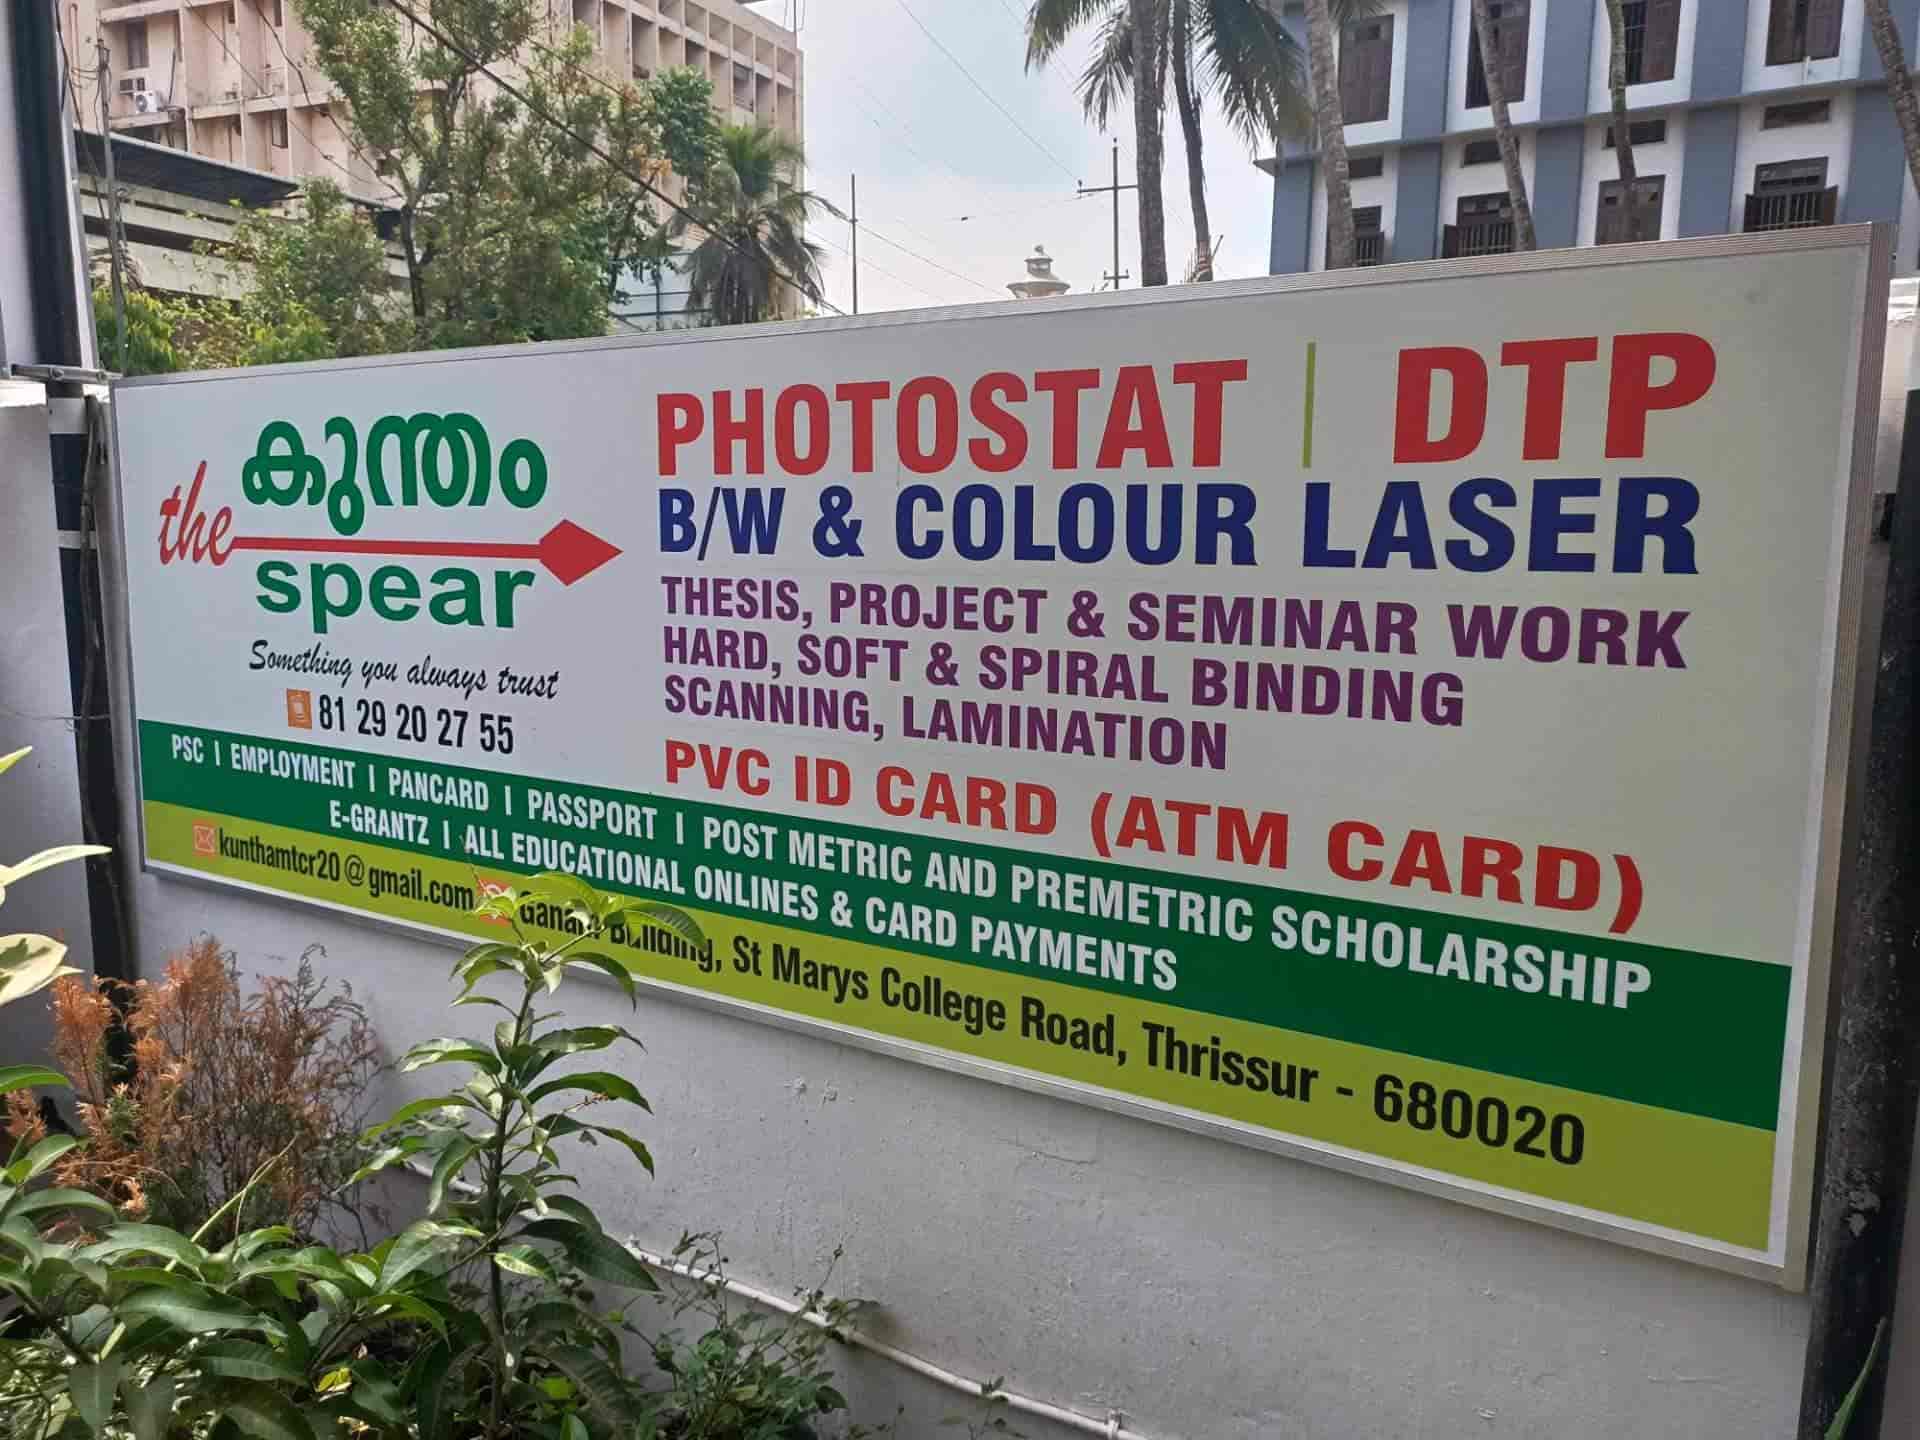 the കുന്തം
spear
Something you always trust
81 29 20 27 55
PHOTOSTAT | DTP
B/W & COLOUR LASER
THESIS, PROJECT & SEMINAR WORK
HARD, SOFT & SPIRAL BINDING
SCANNING, LAMINATION
PVC ID CARD (ATM CARD)
PSC | EMPLOYMENT | PANCARD | PASSPORT | POST METRIC AND PREMETRIC SCHOLARSHIP
E-GRANTZ | ALL EDUCATIONAL ONLINES & CARD PAYMENTS
kunthamtcr20@gmail.com Building, St Marys College Road, Thrissur - 680020